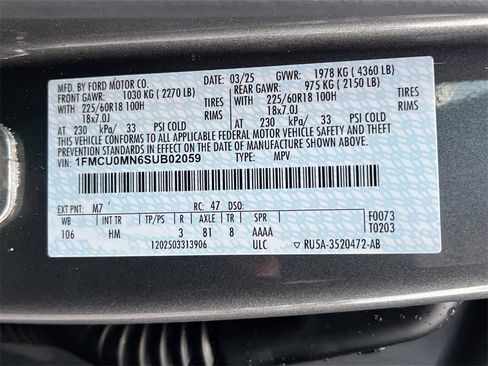 MFD. BY FORD MOTOR CO. DATE: 03/25 GVWR: 1978 KG ( 4360 LB)
FRONT GAWR: 1030 KG ( 2270 LB) REAR GAWR: 975 KG ( 2150 LB)
225/60R18 100H TIRES 225/60R18 100H TIRES
18x7.0J RIMS 18x7.0J RIMS
AT 230 kPa/ 33 PSI COLD AT 230 kPa/ 33 PSI COLD
THIS VEHICLE CONFORMS TO ALL APPLICABLE FEDERAL MOTOR VEHICLE SAFETY AND THEFT PREVENTION STANDARDS IN EFFECT ON THE DATE OF MANUFACTURE SHOWN ABOVE.
VIN: 1FMCU0MN6SUB02059 TYPE: MPV
EXT PNT: M7 RC: 47 DSO: F0073
WB INT TR TP/PS R AXLE TR SPR T0203
106 HM 3 81 8 AAAA
1202503313906 ULC ▽ RU5A-3520472-AB